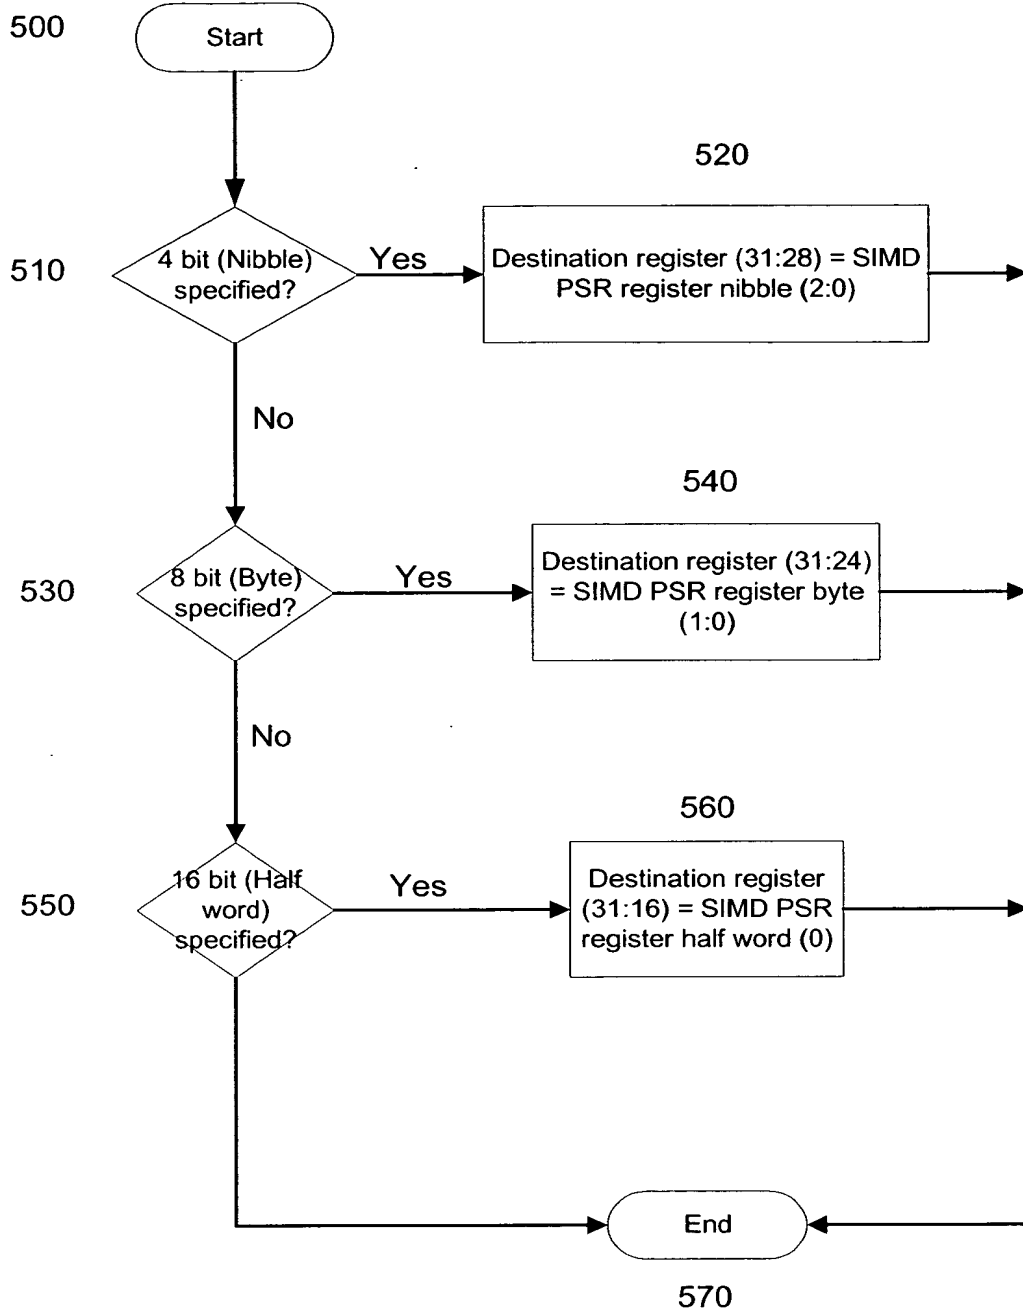 500
Start
520
510
4 bit (Nibble)
specified?
Yes
Destination register (31:28) = SIMD
PSR register nibble (2:0)
No
540
530
8 bit (Byte)
specified?
Yes
Destination register (31:24)
= SIMD PSR register byte
(1:0)
No
560
550
16 bit (Half
word)
specified?
Yes
Destination register
(31:16) = SIMD PSR
register half word (0)
End
570